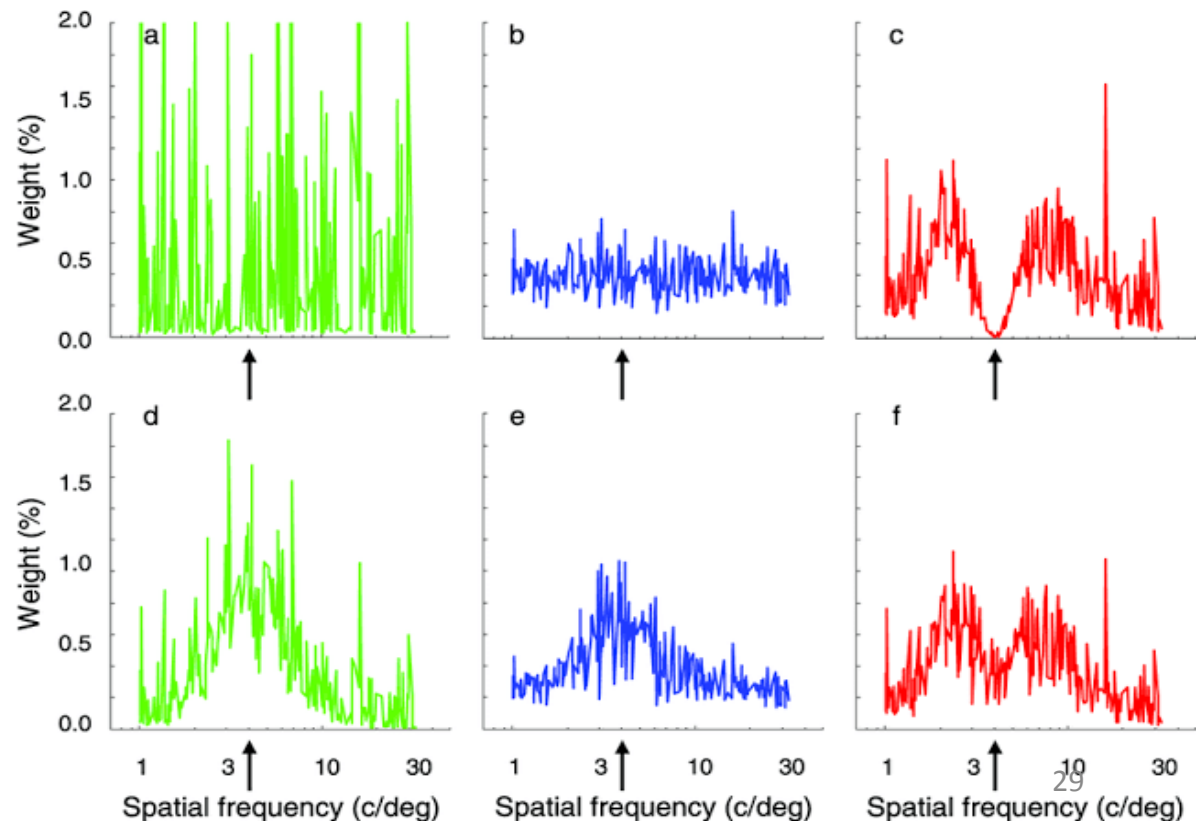 2.0
a
b
c
1.5
1.0
0.5
0.0
Weight (%)
2.0
d
e
f
1.5
1.0
0.5
0.0
Weight (%)
1 3 10 30 1 3 10 30 1 3 10 30
29
Spatial frequency (c/deg) Spatial frequency (c/deg) Spatial frequency (c/deg)